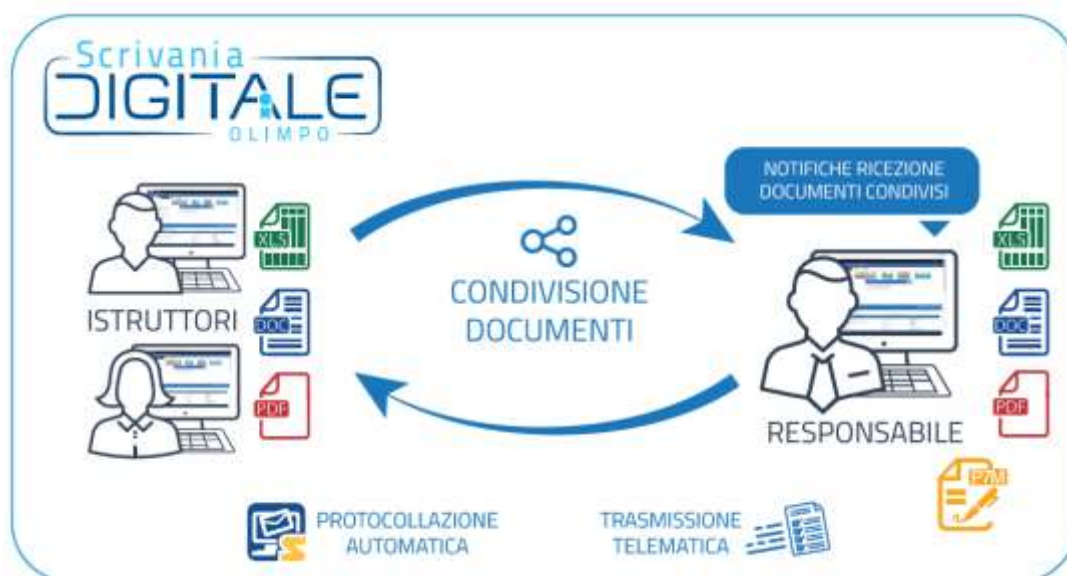 Scrivania
DIGITALE
OLIMPO
NOTIFICHE RICEZIONE
DOCUMENTI CONDIVISI
XLS
DOC
PDF
ISTRUTTORI
CONDIVISIONE
DOCUMENTI
XLS
DOC
PDF
RESPONSABILE
P7M
PROTOCOLLAZIONE
AUTOMATICA
TRASMISSIONE
TELEMATICA